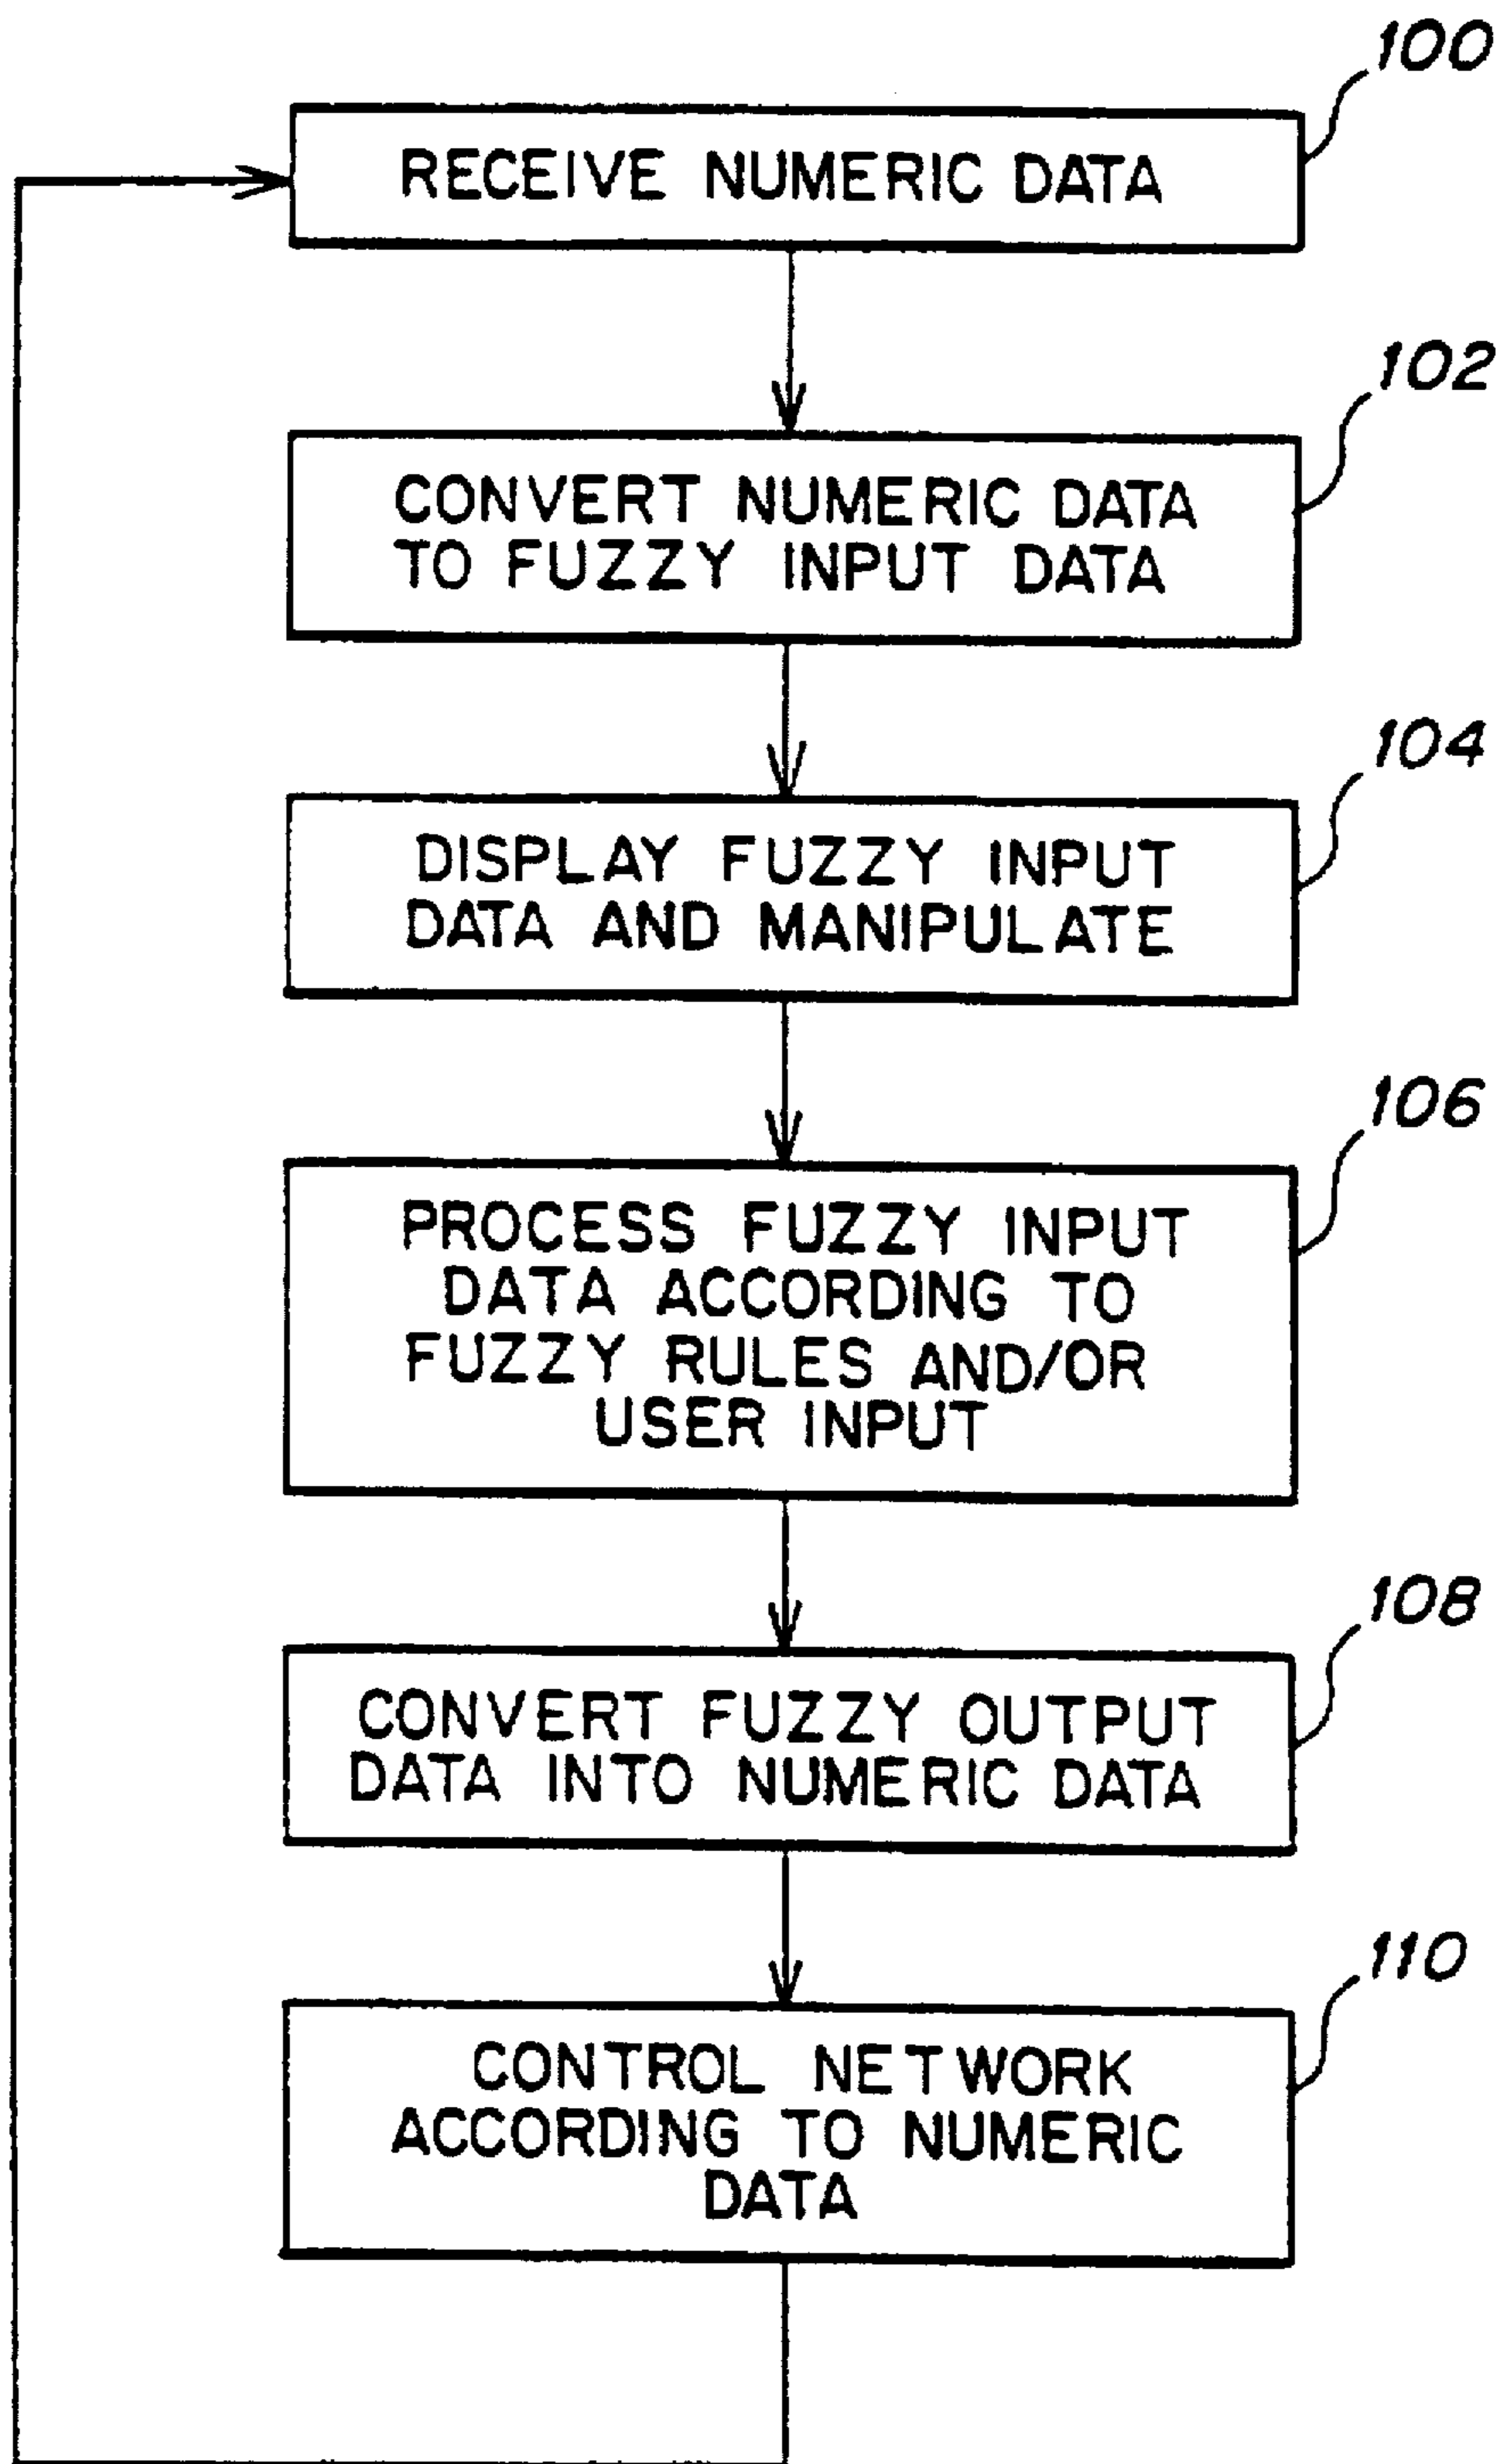 100
RECEIVE NUMERIC DATA
102
CONVERT NUMERIC DATA
TO FUZZY INPUT DATA
104
DISPLAY FUZZY INPUT
DATA AND MANIPULATE
106
PROCESS FUZZY INPUT
DATA ACCORDING TO
FUZZY RULES AND/OR
USER INPUT
108
CONVERT FUZZY OUTPUT
DATA INTO NUMERIC DATA
110
CONTROL NETWORK
ACCORDING TO NUMERIC
DATA